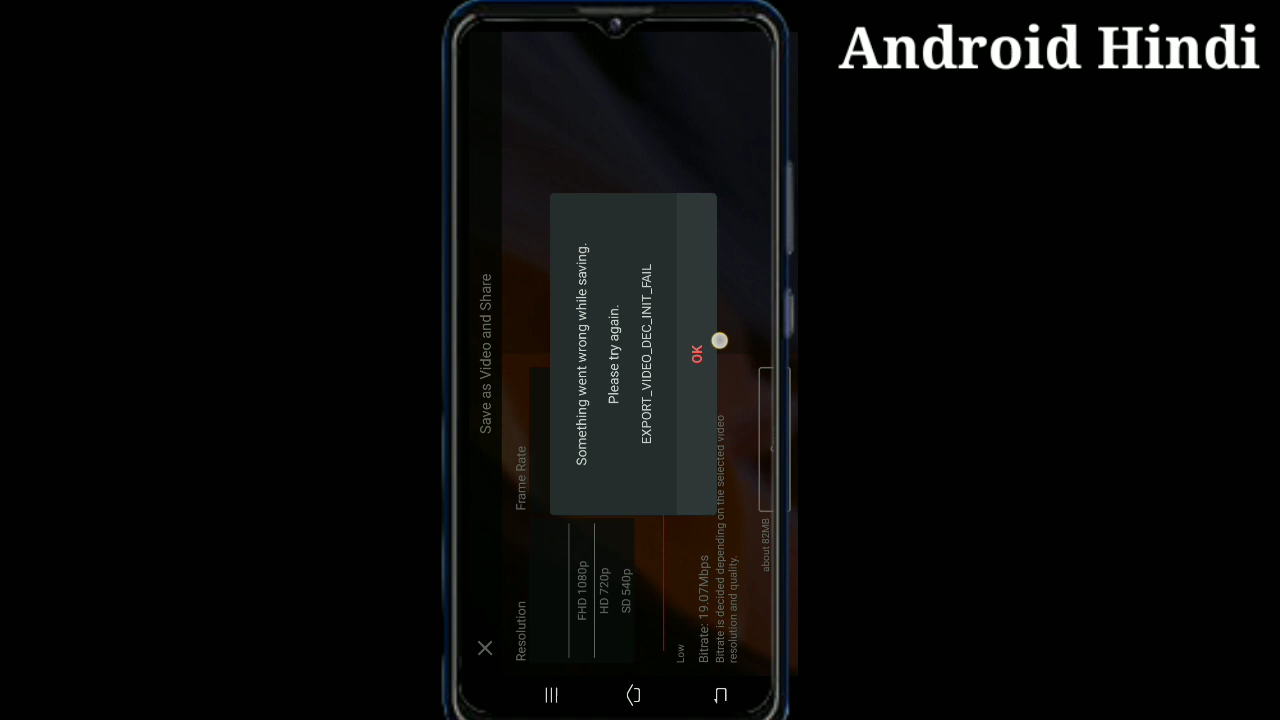 Android Hindi
Save as Video and Share
Resolution
Frame Rate
FHD 1080p
HD 720p
SD 540p
Something went wrong while saving.
Please try again.
EXPORT_VIDEO_DEC_INIT_FAIL
OK
Low
Bitrate: 19.07Mbps
Bitrate is decided depending on the selected video
resolution and quality.
about 82MB